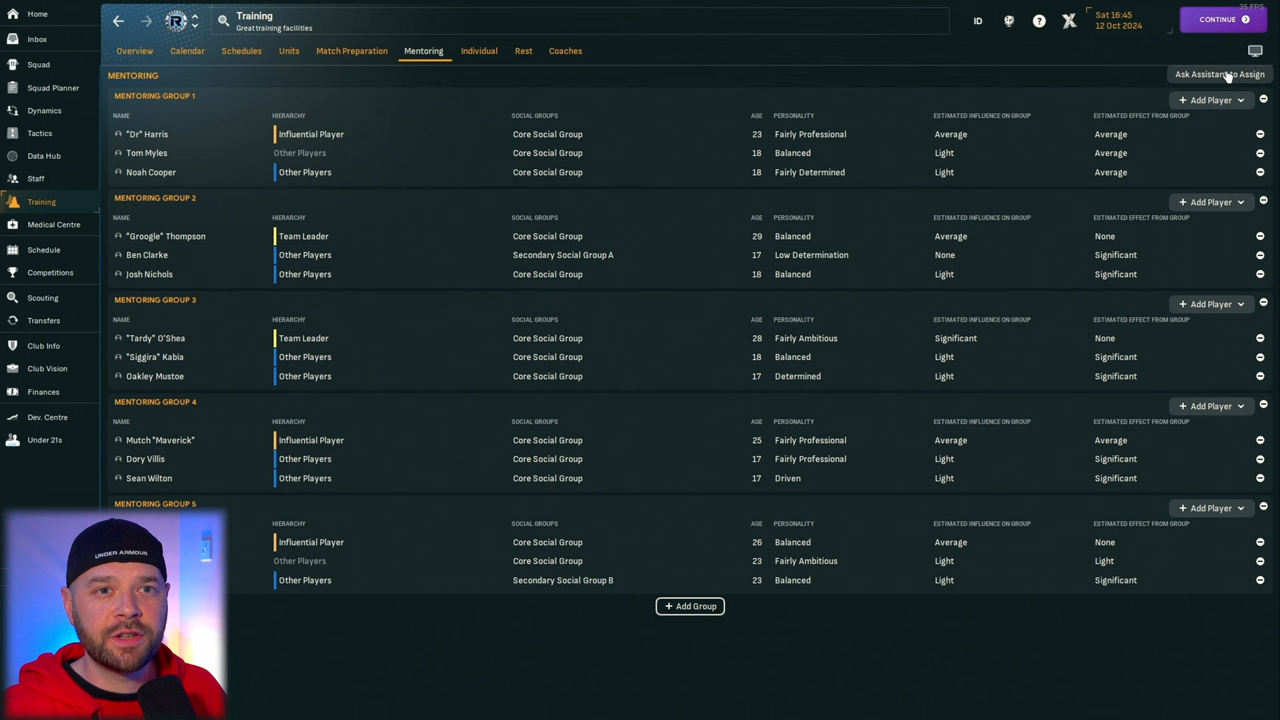 Home
Inbox
Squad
Squad Planner
Dynamics
Tactics
Data Hub
Staff
Training
Medical Centre
Schedule
Competitions
Scouting
Transfers
Club Info
Club Vision
Finances
Dev. Centre
Under 21s
Training
Great training facilities
ID
Sat 16:45
12 Oct 2024
CONTINUE
Overview Calendar Schedules Units Match Preparation Mentoring Individual Rest Coaches
MENTORING
Ask Assistant to Assign
MENTORING GROUP 1
+ Add Player
NAME HIERARCHY SOCIAL GROUPS AGE PERSONALITY ESTIMATED INFLUENCE ON GROUP ESTIMATED EFFECT FROM GROUP
"Dr" Harris Influential Player Core Social Group 23 Fairly Professional Average Average
Tom Myles Other Players Core Social Group 18 Balanced Light Average
Noah Cooper Other Players Core Social Group 18 Fairly Determined Light Average
MENTORING GROUP 2
+ Add Player
NAME HIERARCHY SOCIAL GROUPS AGE PERSONALITY ESTIMATED INFLUENCE ON GROUP ESTIMATED EFFECT FROM GROUP
"Groogle" Thompson Team Leader Core Social Group 29 Balanced Average None
Ben Clarke Other Players Secondary Social Group A 17 Low Determination None Significant
Josh Nichols Other Players Core Social Group 18 Balanced Light Significant
MENTORING GROUP 3
+ Add Player
NAME HIERARCHY SOCIAL GROUPS AGE PERSONALITY ESTIMATED INFLUENCE ON GROUP ESTIMATED EFFECT FROM GROUP
"Tardy" O'Shea Team Leader Core Social Group 28 Fairly Ambitious Significant None
"Siggira" Kabia Other Players Core Social Group 18 Balanced Light Significant
Oakley Mustoe Other Players Core Social Group 17 Determined Light Significant
MENTORING GROUP 4
+ Add Player
NAME HIERARCHY SOCIAL GROUPS AGE PERSONALITY ESTIMATED INFLUENCE ON GROUP ESTIMATED EFFECT FROM GROUP
Mutch "Maverick" Influential Player Core Social Group 25 Fairly Professional Average Average
Dory Villis Other Players Core Social Group 17 Fairly Professional Light Significant
Sean Wilton Other Players Core Social Group 17 Driven Light Significant
MENTORING GROUP 5
+ Add Player
HIERARCHY SOCIAL GROUPS AGE PERSONALITY ESTIMATED INFLUENCE ON GROUP ESTIMATED EFFECT FROM GROUP
Influential Player Core Social Group 26 Balanced Average None
Other Players Core Social Group 23 Fairly Ambitious Light Light
Other Players Secondary Social Group B 23 Balanced Light Significant
+ Add Group
UNDER ARMOUR